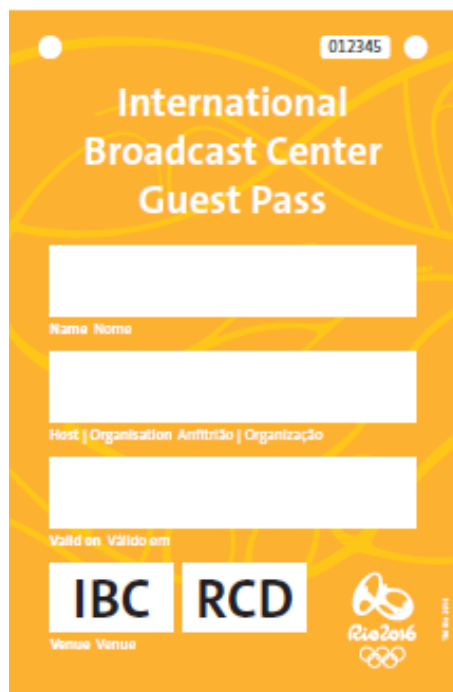 012345
International
Broadcast Center
Guest Pass
Name Nome
Host | Organisation Anfitrião | Organização
Valid on Válido em
IBC RCD
Venue Venue
Rio2016